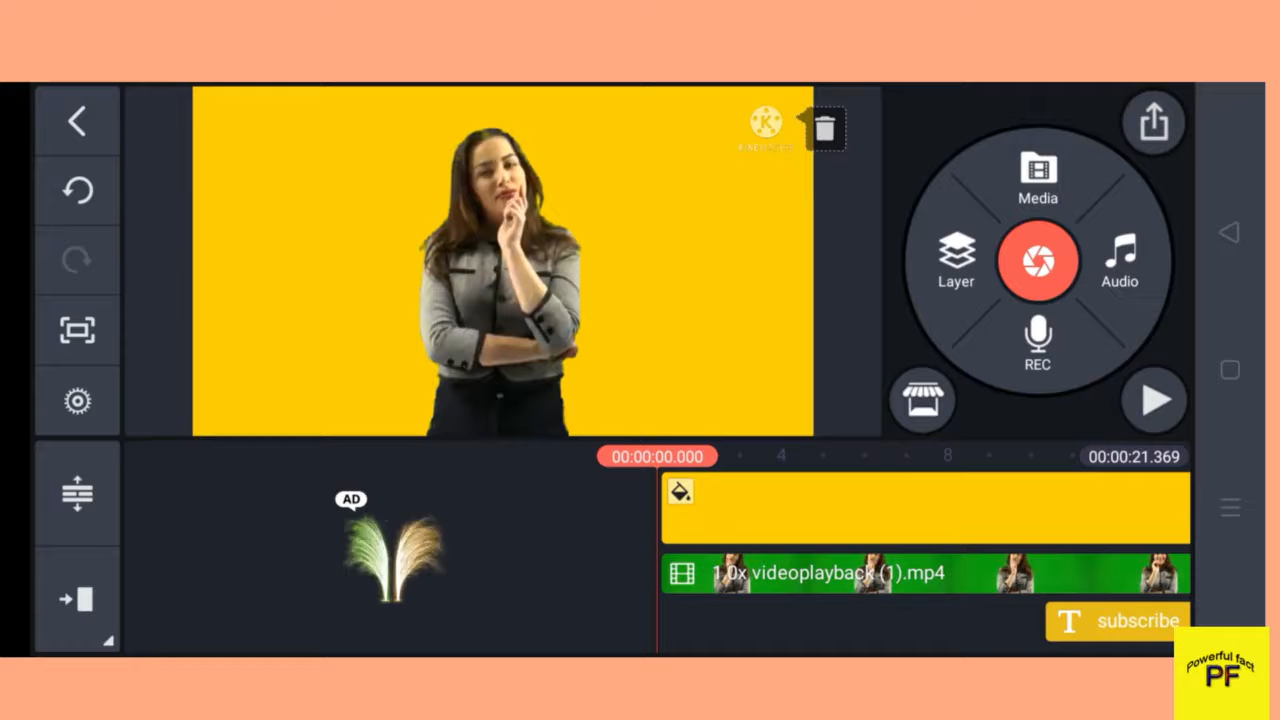 Media
Layer
Audio
REC
00:00:00.000
4
8
00:00:21.369
AD
1.0x videoplayback (1).mp4
T subscribe
Powerful fact
PF
K